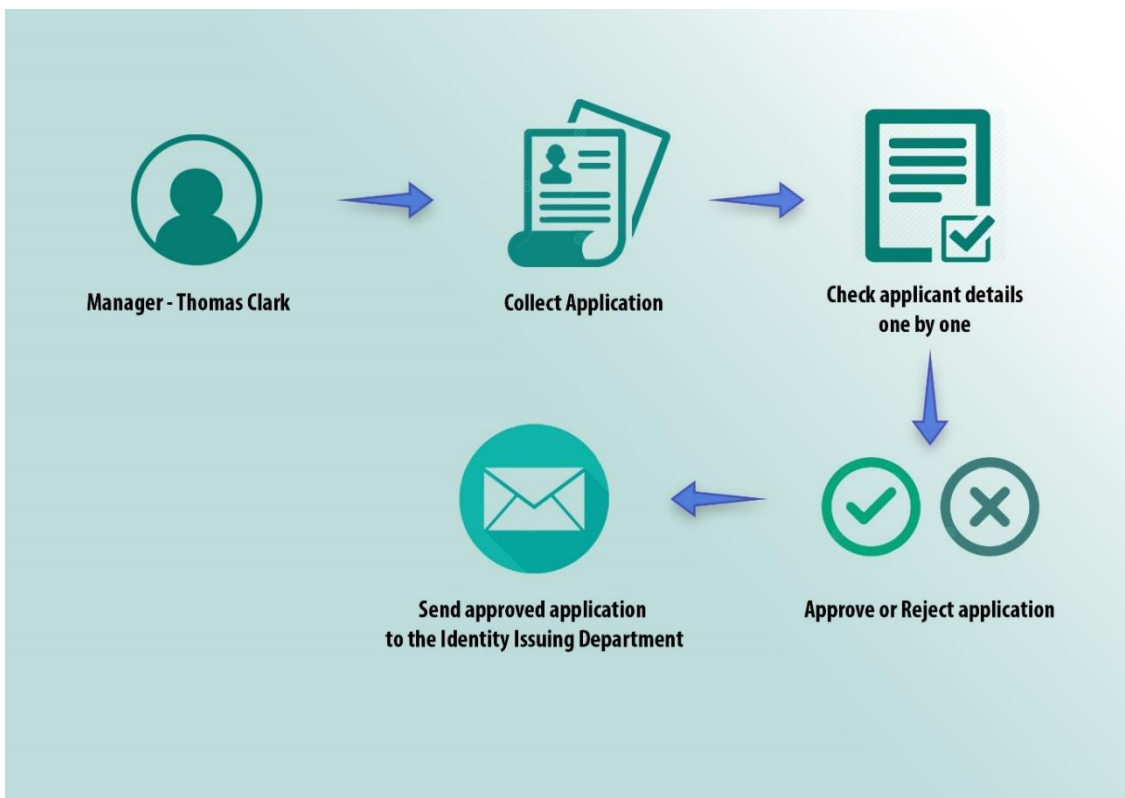 Manager - Thomas Clark
Collect Application
Check applicant details
one by one
Approve or Reject application
Send approved application
to the Identity Issuing Department